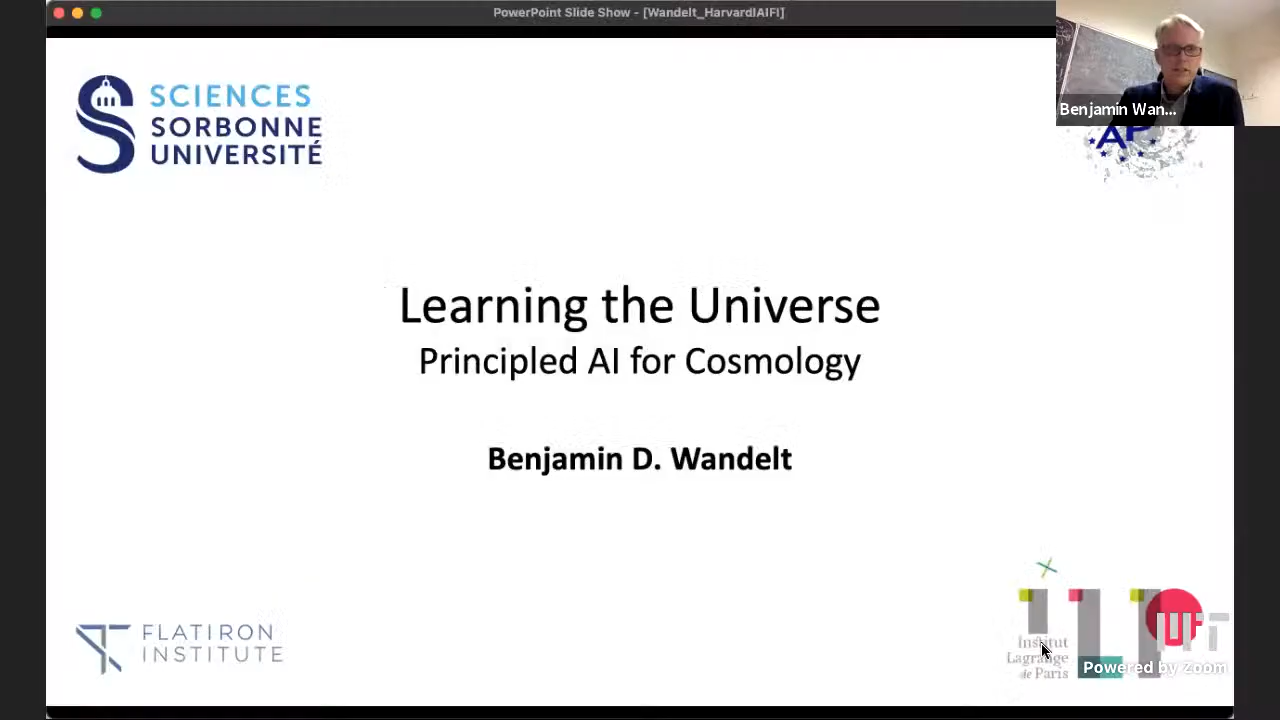 PowerPoint Slide Show - [Wandelt_HarvardIAIFI]
Benjamin Wan...
SCIENCES
SORBONNE
UNIVERSITÉ
AP
Learning the Universe
Principled AI for Cosmology
Benjamin D. Wandelt
FLATIRON
INSTITUTE
Institut
Lagrange
de Paris
Powered by Zoom